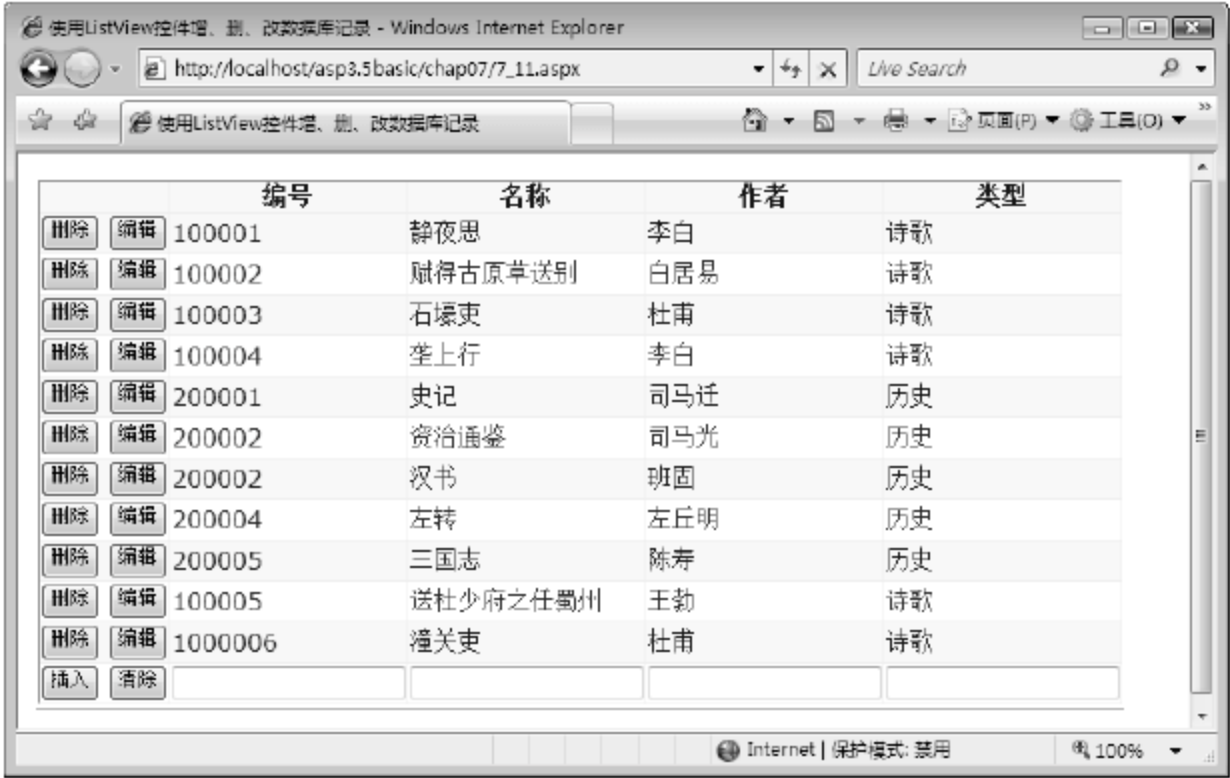 使用ListView控件增、删、改数据库记录 - Windows Internet Explorer
http://localhost/asp3.5basic/chap07/7_11.aspx
Live Search
使用ListView控件增、删、改数据库记录
页面(P) 工具(O)
编号 名称 作者 类型
删除 编辑 100001 静夜思 李白 诗歌
删除 编辑 100002 赋得古原草送别 白居易 诗歌
删除 编辑 100003 石壕吏 杜甫 诗歌
删除 编辑 100004 垄上行 李白 诗歌
删除 编辑 200001 史记 司马迁 历史
删除 编辑 200002 资治通鉴 司马光 历史
删除 编辑 200002 汉书 班固 历史
删除 编辑 200004 左转 左丘明 历史
删除 编辑 200005 三国志 陈寿 历史
删除 编辑 100005 送杜少府之任蜀州 王勃 诗歌
删除 编辑 1000006 潼关吏 杜甫 诗歌
插入 清除
Internet | 保护模式: 禁用 100%